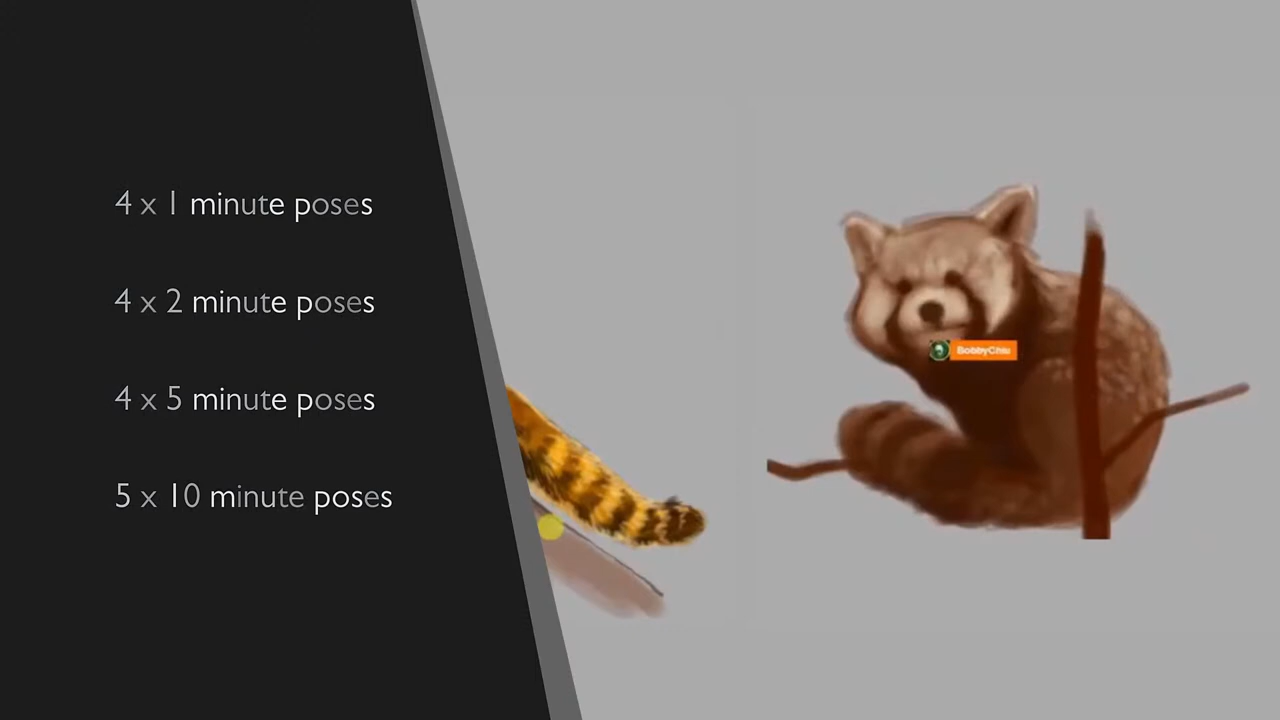 4 x 1 minute poses
4 x 2 minute poses
4 x 5 minute poses
5 x 10 minute poses
BobbyChiu